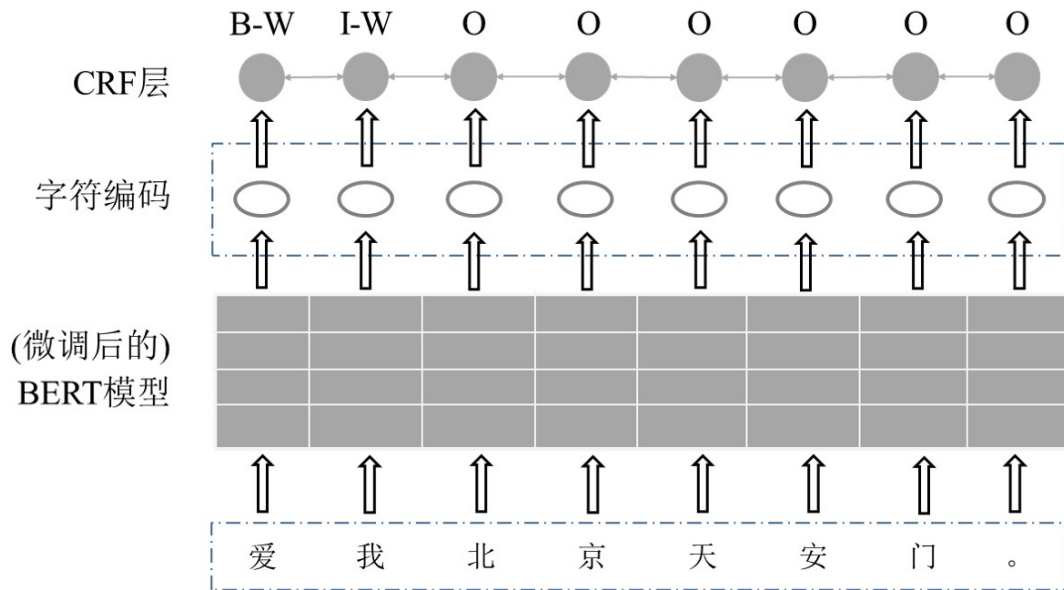 B-W I-W O O O O O O
CRF层
字符编码
(微调后的)
BERT模型
爱 我 北 京 天 安 门 。